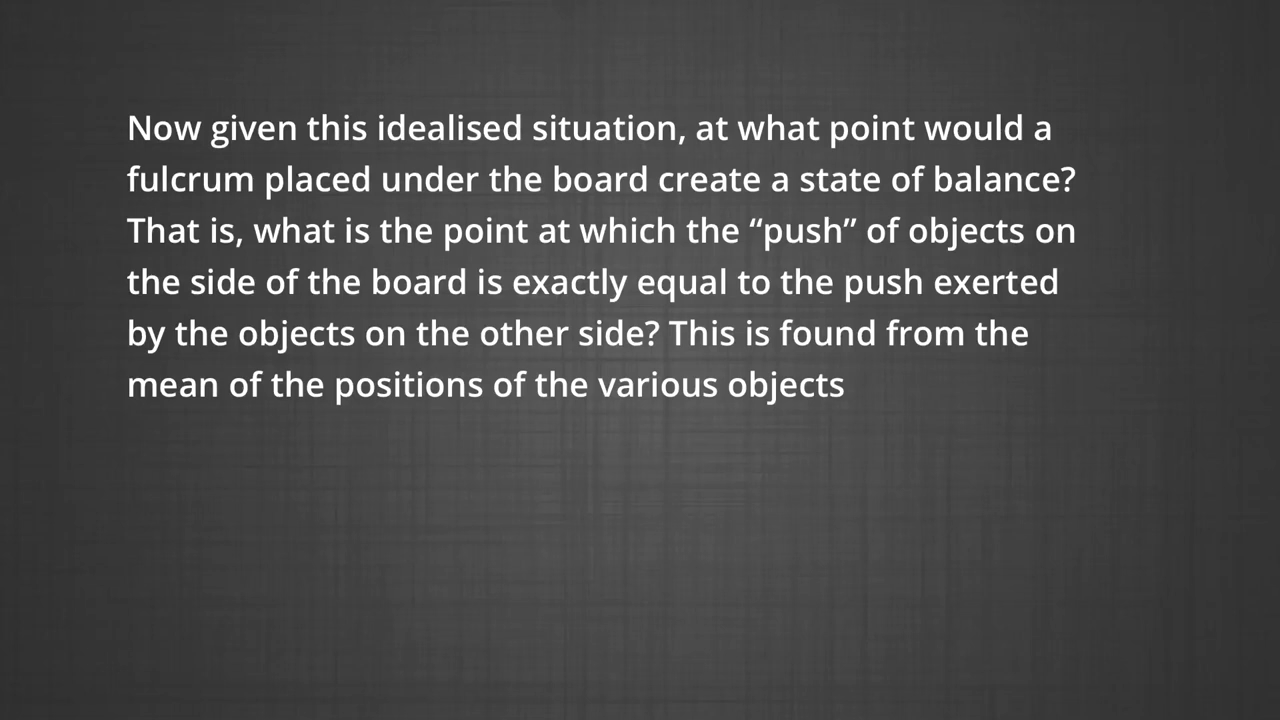 Now given this idealised situation, at what point would a
fulcrum placed under the board create a state of balance?
That is, what is the point at which the “push” of objects on
the side of the board is exactly equal to the push exerted
by the objects on the other side? This is found from the
mean of the positions of the various objects